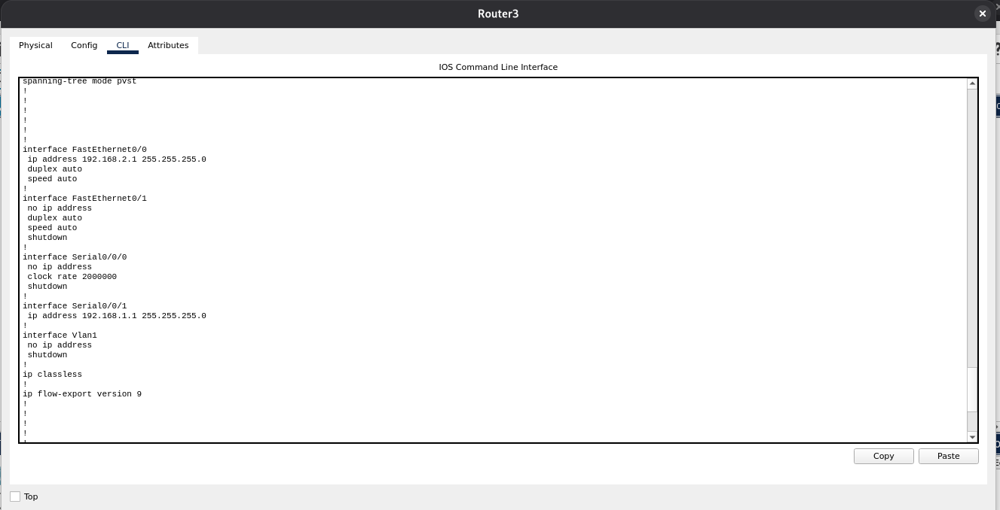 Router3
Physical
Config
CLI
Attributes
IOS Command Line Interface
spanning-tree mode pvst
!
!
!
!
!
!
interface FastEthernet0/0
 ip address 192.168.2.1 255.255.255.0
 duplex auto
 speed auto
!
interface FastEthernet0/1
 no ip address
 duplex auto
 speed auto
 shutdown
!
interface Serial0/0/0
 no ip address
 clock rate 2000000
 shutdown
!
interface Serial0/0/1
 ip address 192.168.1.1 255.255.255.0
!
interface Vlan1
 no ip address
 shutdown
!
ip classless
!
ip flow-export version 9
!
!
!
!
!
Copy
Paste
Top